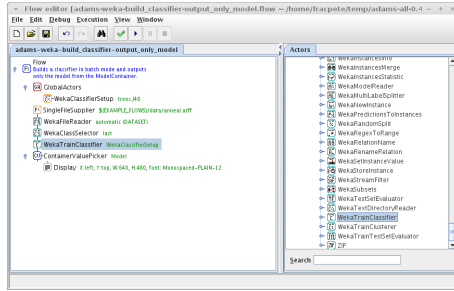 Flow editor [adams-weka-build_classifier-output_only_model.flow -- /home/fracpete/temp/adams-all-0.4 -
File Edit Debug Execution View Window
adams-weka-build_classifier-output_only_model
Flow
Builds a classifier in batch mode and outputs
only the model from the ModelContainer.
GlobalActors
WekaClassifierSetup trees.J48
SingleFileSupplier ${EXAMPLE_FLOWS}/data/anneal.arff
WekaFileReader automatic (DATASET)
WekaClassSelector last
WekaTrainClassifier WekaClassifierSetup
ContainerValuePicker Model
Display X:left, Y:top, W:640, H:480, font: Monospaced-PLAIN-12
Actors
WekaInstancesInfo
WekaInstancesMerge
WekaInstancesStatistic
WekaModelReader
WekaMultiLabelSplitter
WekaNewInstance
WekaPredictionsToInstances
WekaRandomSplit
WekaRegexToRange
WekaRelationName
WekaRenameRelation
WekaSetInstanceValue
WekaStoreInstance
WekaStreamFilter
WekaSubsets
WekaTestSetEvaluator
WekaTextDirectoryReader
WekaTrainClassifier
WekaTrainClusterer
WekaTrainTestSetEvaluator
ZIP
Search